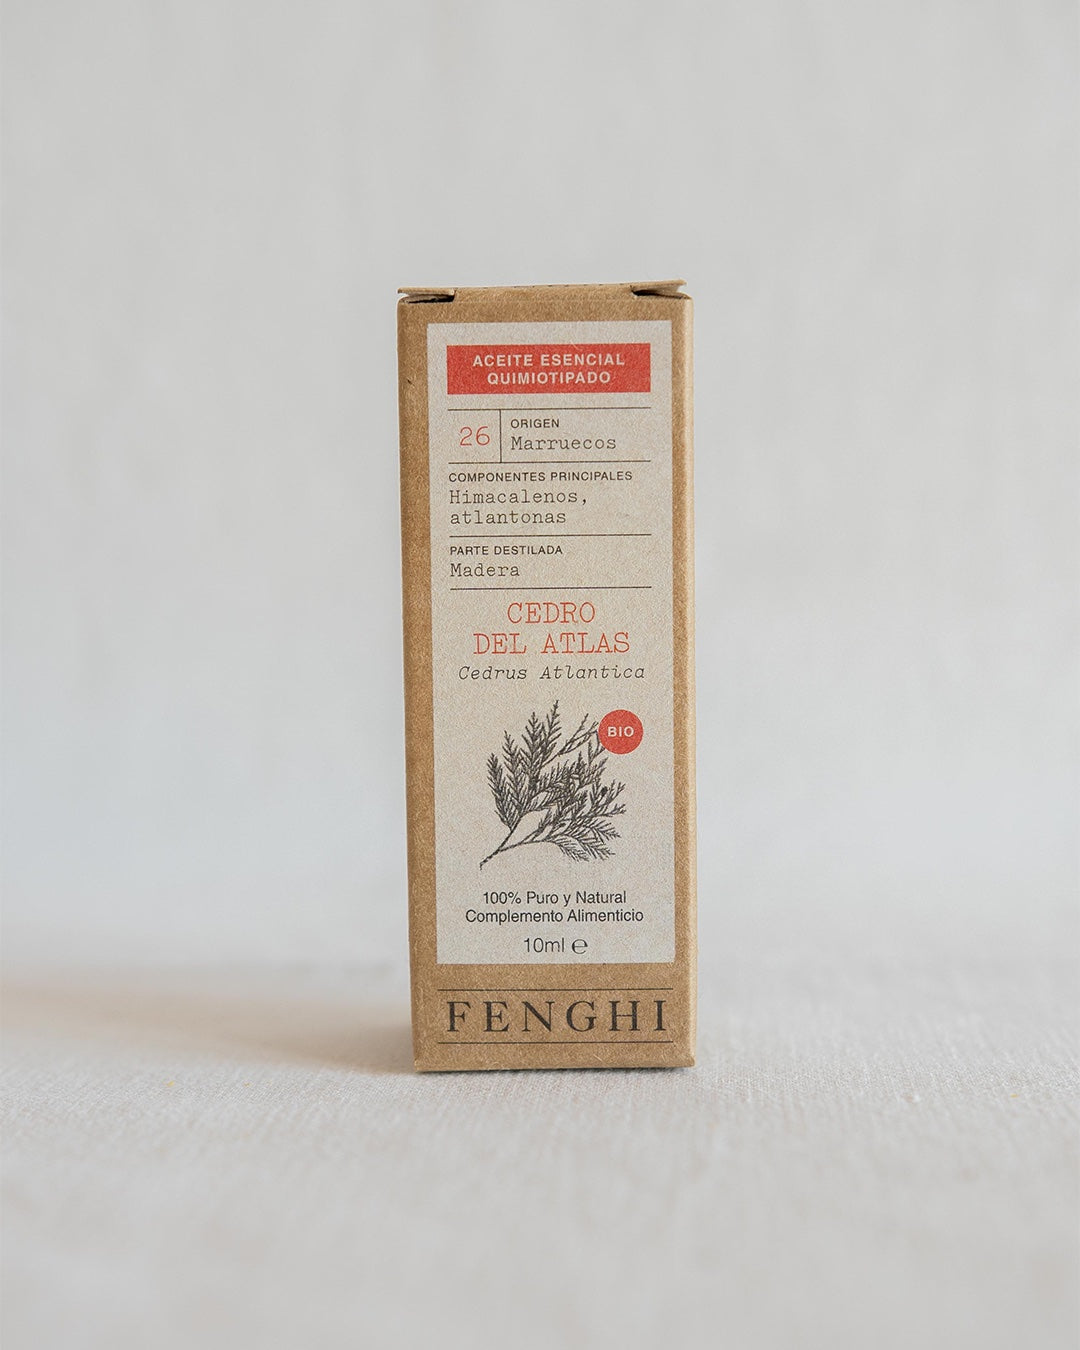 ACEITE ESENCIAL
QUIMIOTIPADO
26
ORIGEN
Marruecos
COMPONENTES PRINCIPALES
Himacalenos,
atlantonas
PARTE DESTILADA
Madera
CEDRO
DEL ATLAS
Cedrus Atlantica
BIO
100% Puro y Natural
Complemento Alimenticio
10ml ℮
FENGHI